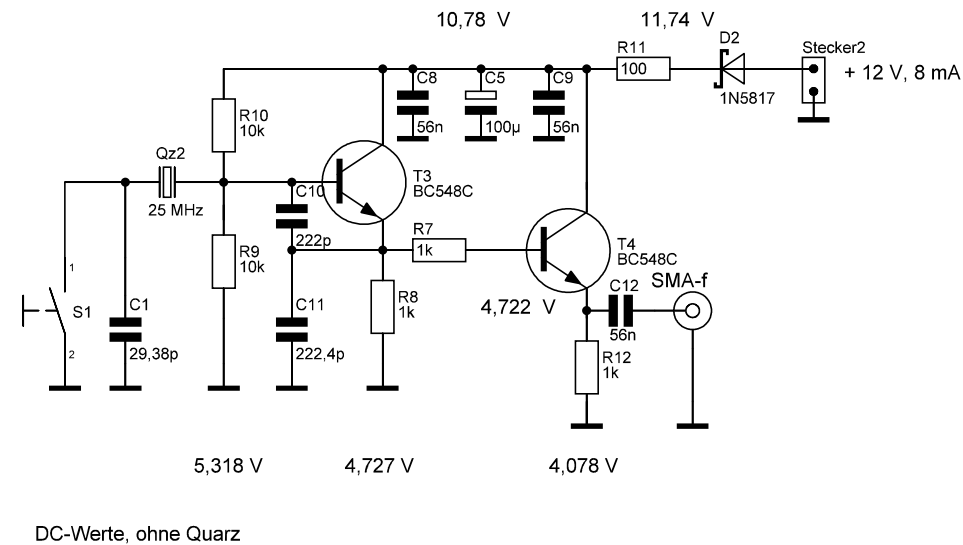 10,78 V
11,74 V
D2
Stecker2
R11
100
1N5817
+ 12 V, 8 mA
C8
56n
C5
100µ
C9
56n
R10
10k
Qz2
25 MHz
T3
BC548C
C10
222p
R7
1k
T4
BC548C
R9
10k
SMA-f
1
S1
2
C1
29,38p
C11
222,4p
R8
1k
4,722 V
C12
56n
R12
1k
5,318 V
4,727 V
4,078 V
DC-Werte, ohne Quarz